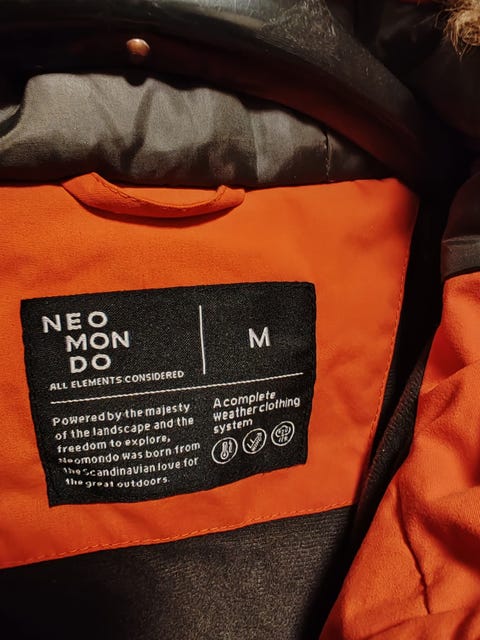 NEO
MON
DO
ALL ELEMENTS CONSIDERED
M
Powered by the majesty
of the landscape and the
freedom to explore,
Neomondo was born from
the Scandinavian love for
the great outdoors.
A complete
weather clothing
system